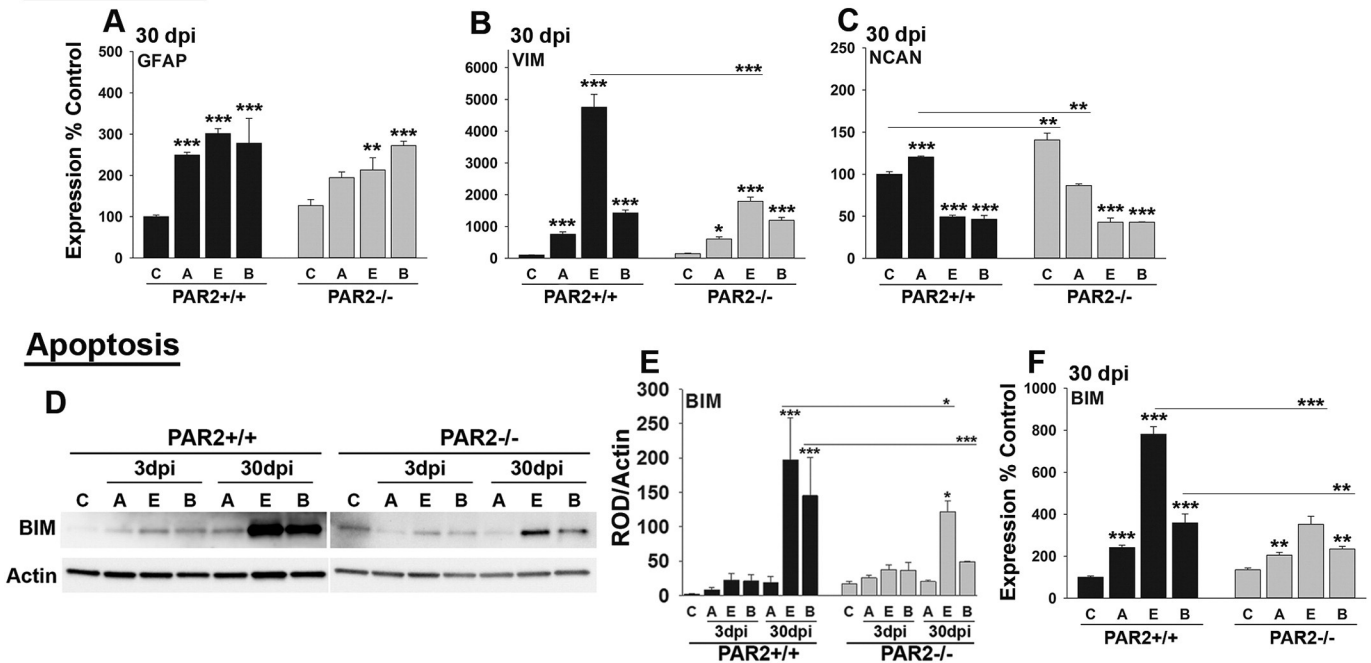 A
30 dpi
GFAP
Expression % Control
500
400
300
200
100
0
*** *** ***
** ***
C A E B C A E B
PAR2+/+ PAR2-/-
B
30 dpi
VIM
6000
5000
4000
3000
2000
1000
0
***
*** *** ***
* *** ***
C A E B C A E B
PAR2+/+ PAR2-/-
C
30 dpi
NCAN
250
200
150
100
50
0
**
**
*** *** ***
*** ***
C A E B C A E B
PAR2+/+ PAR2-/-
Apoptosis
D
PAR2+/+ PAR2-/-
3dpi 30dpi 3dpi 30dpi
C A E B A E B C A E B A E B
BIM
Actin
E
BIM
ROD/Actin
300
250
200
150
100
50
0
*
***
*** ***
*
C A E B A E B C A E B A E B
3dpi 30dpi 3dpi 30dpi
PAR2+/+ PAR2-/-
F
30 dpi
BIM
Expression % Control
1000
800
600
400
200
0
***
**
*** *** ***
** **
C A E B C A E B
PAR2+/+ PAR2-/-